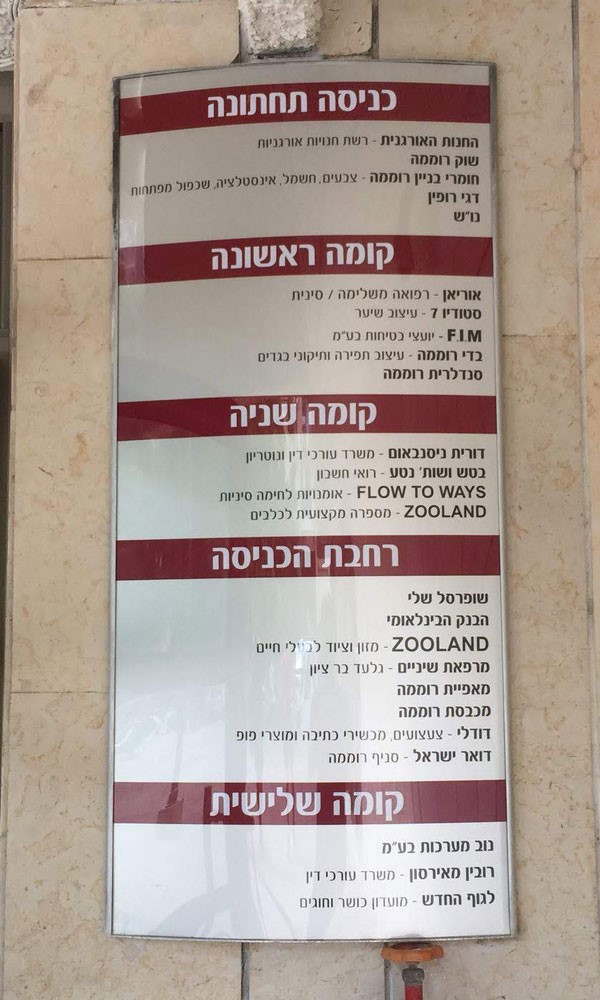 כניסה תחתונה
החנות האורגנית - רשת חנויות אורגניות
שוק רוממה
חומרי בניין רוממה - צבעים, חשמל, אינסטלציה, שכפול מפתחות
דגי רופין
נו״ש
קומה ראשונה
אוריאן - רפואה משלימה / סינית
סטודיו 7 - עיצוב שיער
F.I.M - יועצי בטיחות בע״מ
בדי רוממה - עיצוב תפירה ותיקוני בגדים
סנדלרית רוממה
קומה שניה
דורית ניסנבאום - משרד עורכי דין ונוטריון
בטש ושות׳ נטע - רואי חשבון
FLOW TO WAYS - אומנויות לחימה סיניות
ZOOLAND - מספרה מקצועית לכלבים
רחבת הכניסה
שופרסל שלי
הבנק הבינלאומי
ZOOLAND - מזון וציוד לבעלי חיים
מרפאת שיניים - גלעד בר ציון
מאפיית רוממה
מכבסת רוממה
דודלי - צעצועים, מכשירי כתיבה ומוצרי פופ
דואר ישראל - סניף רוממה
קומה שלישית
נוב מערכות בע״מ
רובין מאירסון - משרד עורכי דין
לגוף החדש - מועדון כושר וחוגים